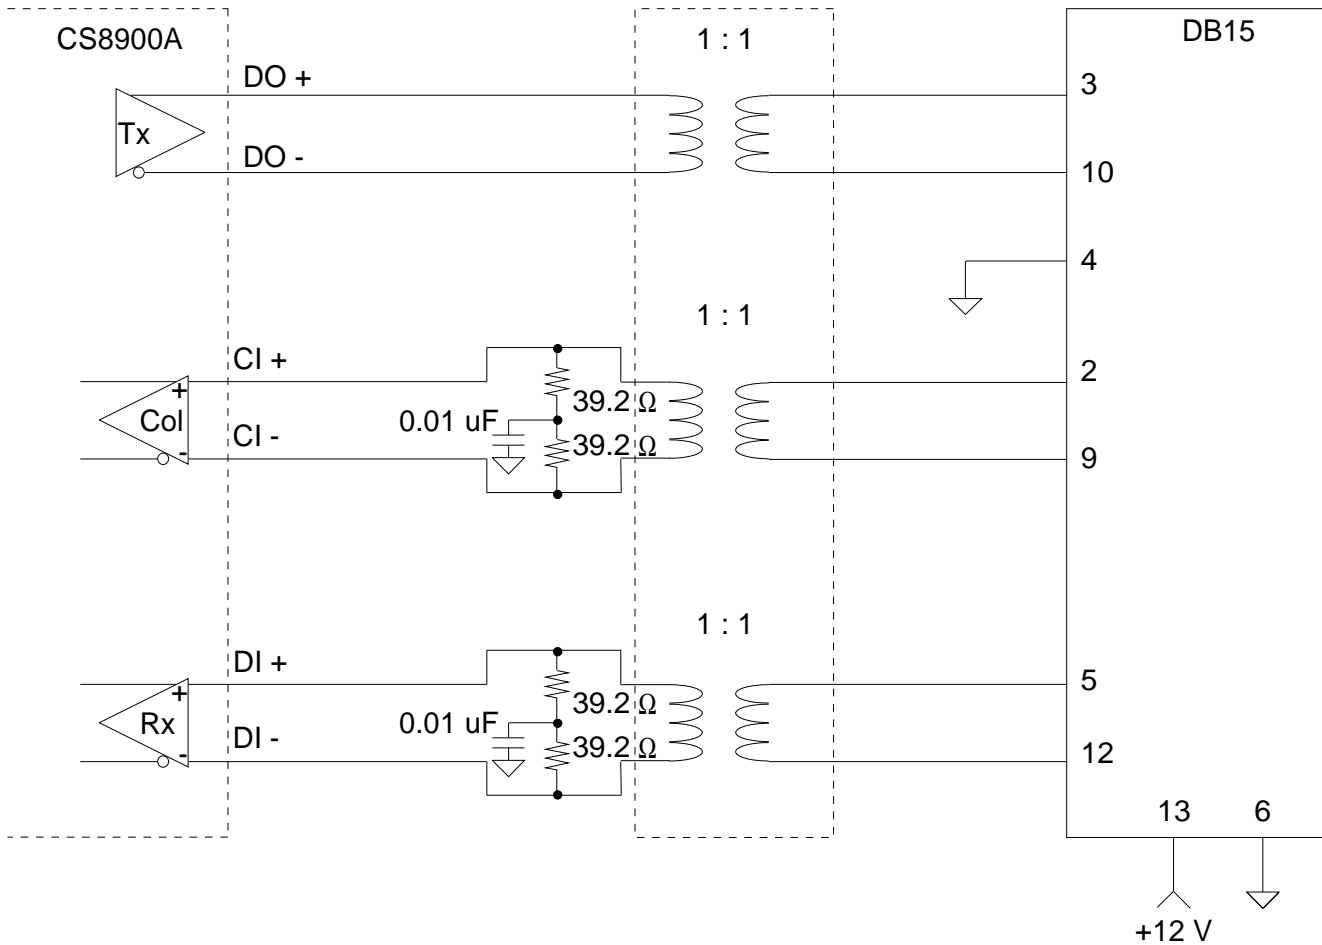 CS8900A
1 : 1
DB15
DO +
3
Tx
DO -
10
4
1 : 1
CI +
2
+
39.2 Ω
Col
0.01 uF
CI -
39.2 Ω
-
9
1 : 1
DI +
5
+
39.2 Ω
Rx
0.01 uF
DI -
39.2 Ω
-
12
13
6
+12 V